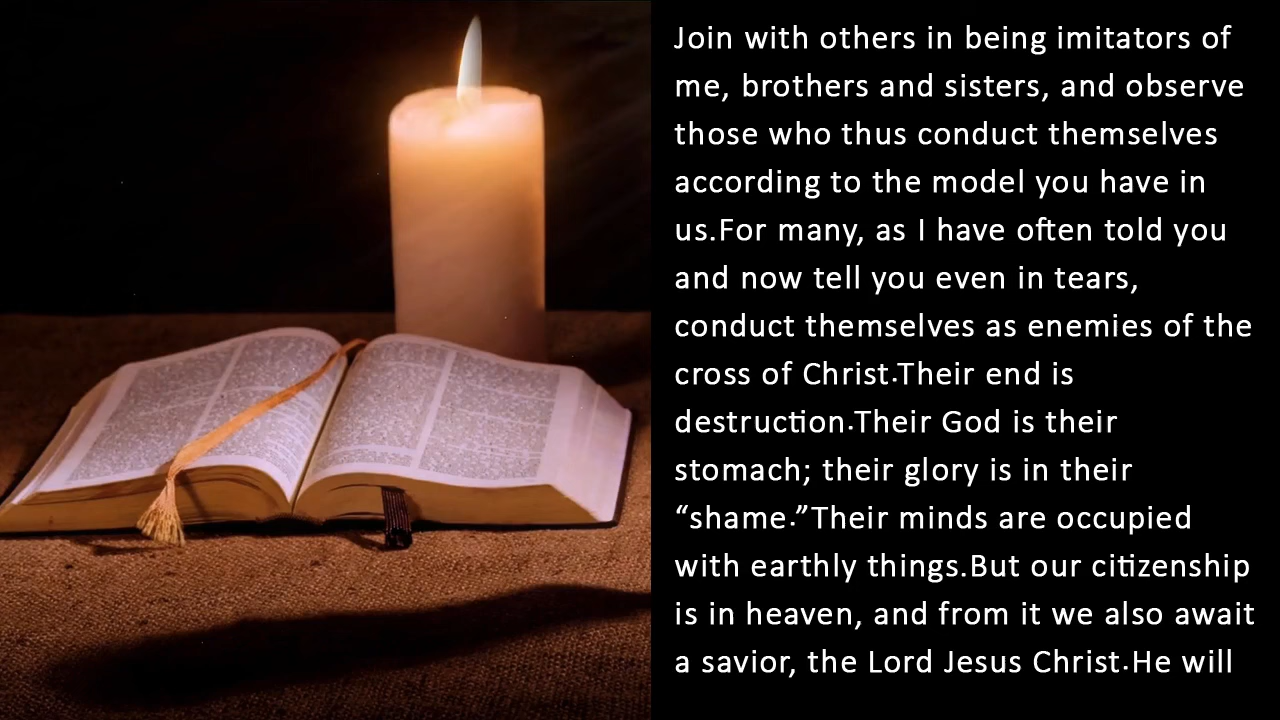 Join with others in being imitators of
me, brothers and sisters, and observe
those who thus conduct themselves
according to the model you have in
us.For many, as I have often told you
and now tell you even in tears,
conduct themselves as enemies of the
cross of Christ.Their end is
destruction.Their God is their
stomach; their glory is in their
“shame.”Their minds are occupied
with earthly things.But our citizenship
is in heaven, and from it we also await
a savior, the Lord Jesus Christ.He will